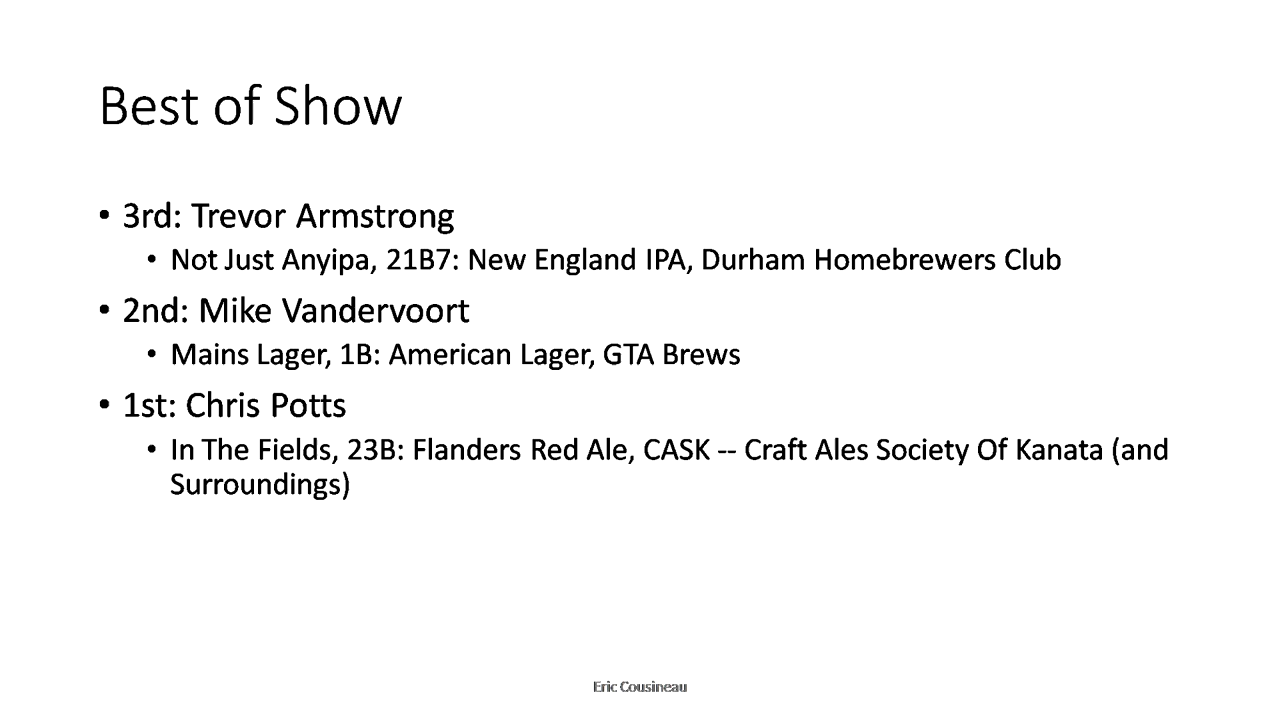 Best of Show
• 3rd: Trevor Armstrong
• Not Just Anyipa, 21B7: New England IPA, Durham Homebrewers Club
• 2nd: Mike Vandervoort
• Mains Lager, 1B: American Lager, GTA Brews
• 1st: Chris Potts
• In The Fields, 23B: Flanders Red Ale, CASK -- Craft Ales Society Of Kanata (and
Surroundings)
Eric Cousineau